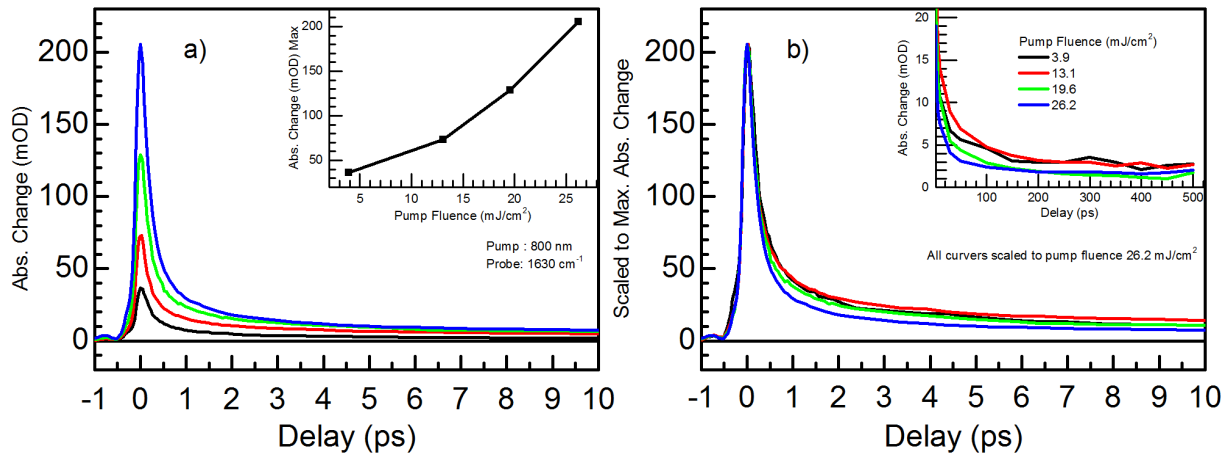 a)
Abs. Change (mOD)
200
150
100
50
0
-1 0 1 2 3 4 5 6 7 8 9 10
Delay (ps)
Abs. Change (mOD) Max
200
150
100
50
5 10 15 20 25
Pump Fluence (mJ/cm²)
Pump : 800 nm
Probe: 1630 cm⁻¹
b)
Scaled to Max. Abs. Change
200
150
100
50
0
-1 0 1 2 3 4 5 6 7 8 9 10
Delay (ps)
Abs. Change (mOD)
20
15
10
5
0
100 200 300 400 500
Delay (ps)
Pump Fluence (mJ/cm²)
3.9
13.1
19.6
26.2
All curvers scaled to pump fluence 26.2 mJ/cm²